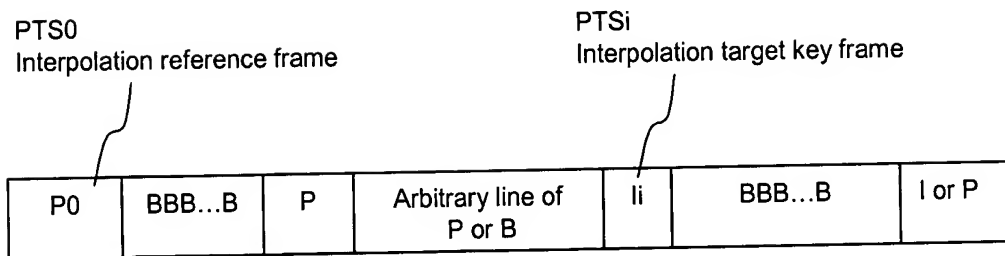 PTS0
Interpolation reference frame
PTSi
Interpolation target key frame
P0
BBB...B
P
Arbitrary line of
P or B
Ii
BBB...B
I or P